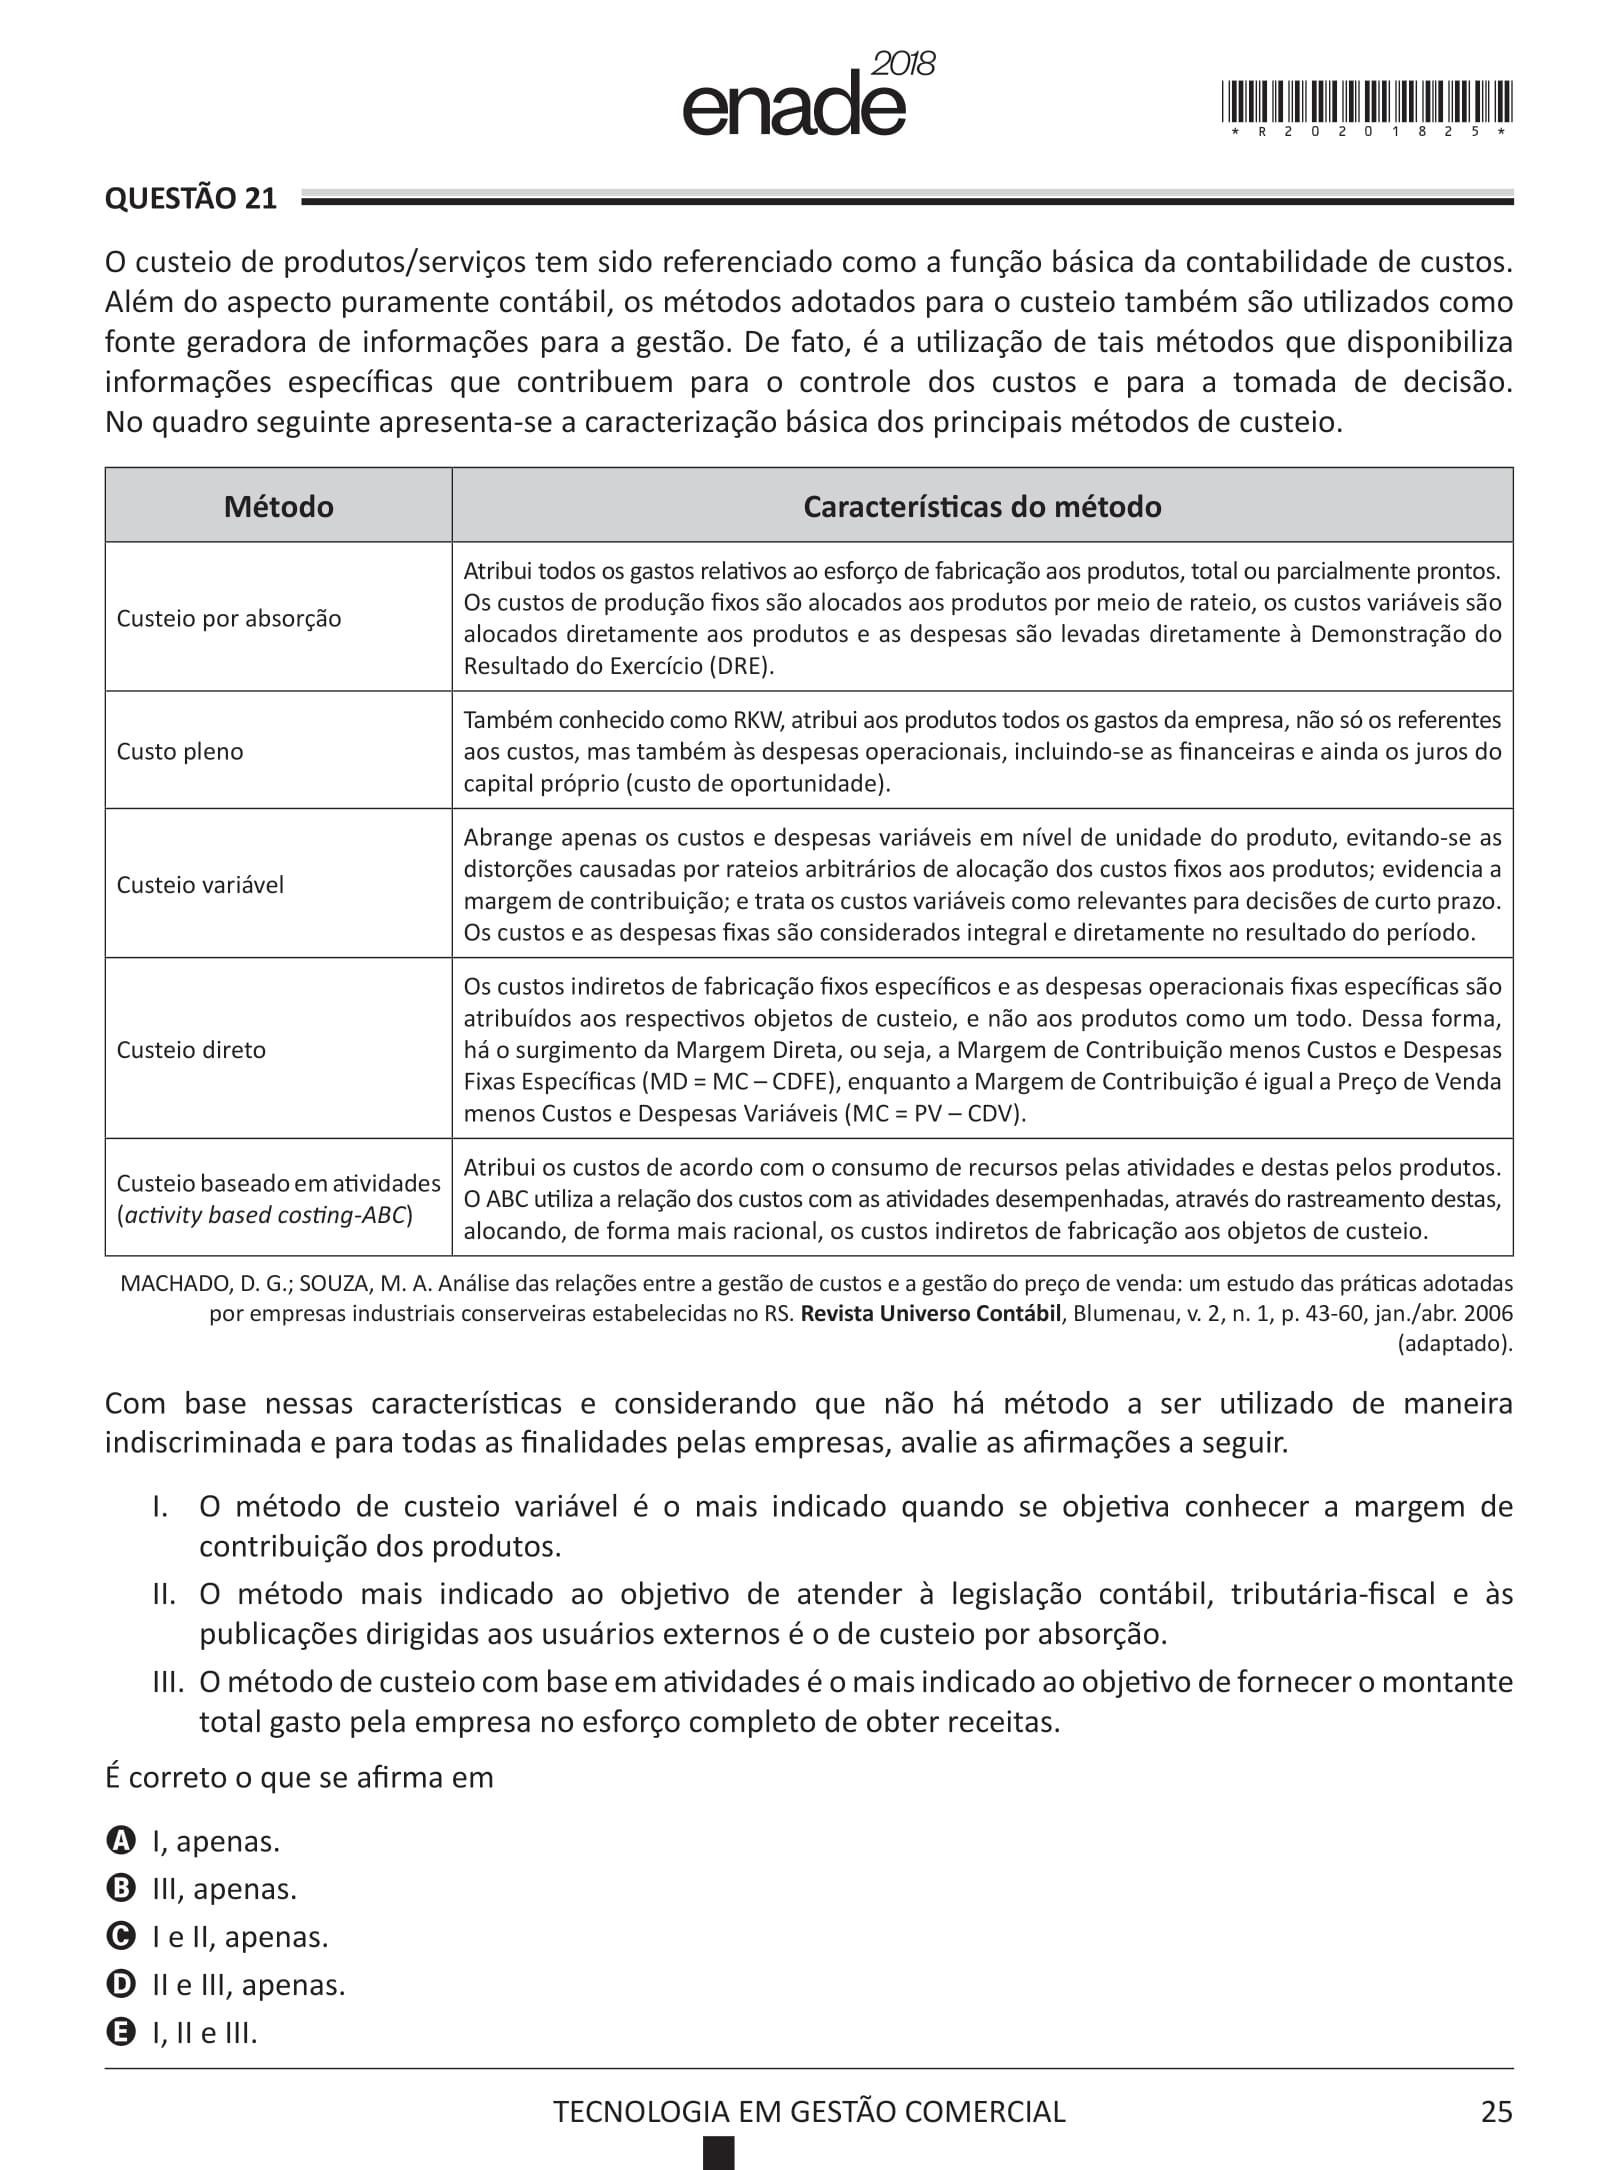 enade 2018
*R20201825*
QUESTÃO 21
O custeio de produtos/serviços tem sido referenciado como a função básica da contabilidade de custos.
Além do aspecto puramente contábil, os métodos adotados para o custeio também são utilizados como
fonte geradora de informações para a gestão. De fato, é a utilização de tais métodos que disponibiliza
informações específicas que contribuem para o controle dos custos e para a tomada de decisão.
No quadro seguinte apresenta-se a caracterização básica dos principais métodos de custeio.
Método
Características do método
Custeio por absorção
Atribui todos os gastos relativos ao esforço de fabricação aos produtos, total ou parcialmente prontos.
Os custos de produção fixos são alocados aos produtos por meio de rateio, os custos variáveis são
alocados diretamente aos produtos e as despesas são levadas diretamente à Demonstração do
Resultado do Exercício (DRE).
Custo pleno
Também conhecido como RKW, atribui aos produtos todos os gastos da empresa, não só os referentes
aos custos, mas também às despesas operacionais, incluindo-se as financeiras e ainda os juros do
capital próprio (custo de oportunidade).
Custeio variável
Abrange apenas os custos e despesas variáveis em nível de unidade do produto, evitando-se as
distorções causadas por rateios arbitrários de alocação dos custos fixos aos produtos; evidencia a
margem de contribuição; e trata os custos variáveis como relevantes para decisões de curto prazo.
Os custos e as despesas fixas são considerados integral e diretamente no resultado do período.
Custeio direto
Os custos indiretos de fabricação fixos específicos e as despesas operacionais fixas específicas são
atribuídos aos respectivos objetos de custeio, e não aos produtos como um todo. Dessa forma,
há o surgimento da Margem Direta, ou seja, a Margem de Contribuição menos Custos e Despesas
Fixas Específicas (MD = MC – CDFE), enquanto a Margem de Contribuição é igual a Preço de Venda
menos Custos e Despesas Variáveis (MC = PV – CDV).
Custeio baseado em atividades
(activity based costing-ABC)
Atribui os custos de acordo com o consumo de recursos pelas atividades e destas pelos produtos.
O ABC utiliza a relação dos custos com as atividades desempenhadas, através do rastreamento destas,
alocando, de forma mais racional, os custos indiretos de fabricação aos objetos de custeio.
MACHADO, D. G.; SOUZA, M. A. Análise das relações entre a gestão de custos e a gestão do preço de venda: um estudo das práticas adotadas
por empresas industriais conserveiras estabelecidas no RS. Revista Universo Contábil, Blumenau, v. 2, n. 1, p. 43-60, jan./abr. 2006
(adaptado).
Com base nessas características e considerando que não há método a ser utilizado de maneira
indiscriminada e para todas as finalidades pelas empresas, avalie as afirmações a seguir.
I. O método de custeio variável é o mais indicado quando se objetiva conhecer a margem de
contribuição dos produtos.
II. O método mais indicado ao objetivo de atender à legislação contábil, tributária-fiscal e às
publicações dirigidas aos usuários externos é o de custeio por absorção.
III. O método de custeio com base em atividades é o mais indicado ao objetivo de fornecer o montante
total gasto pela empresa no esforço completo de obter receitas.
É correto o que se afirma em
A I, apenas.
B III, apenas.
C I e II, apenas.
D II e III, apenas.
E I, II e III.
TECNOLOGIA EM GESTÃO COMERCIAL
25